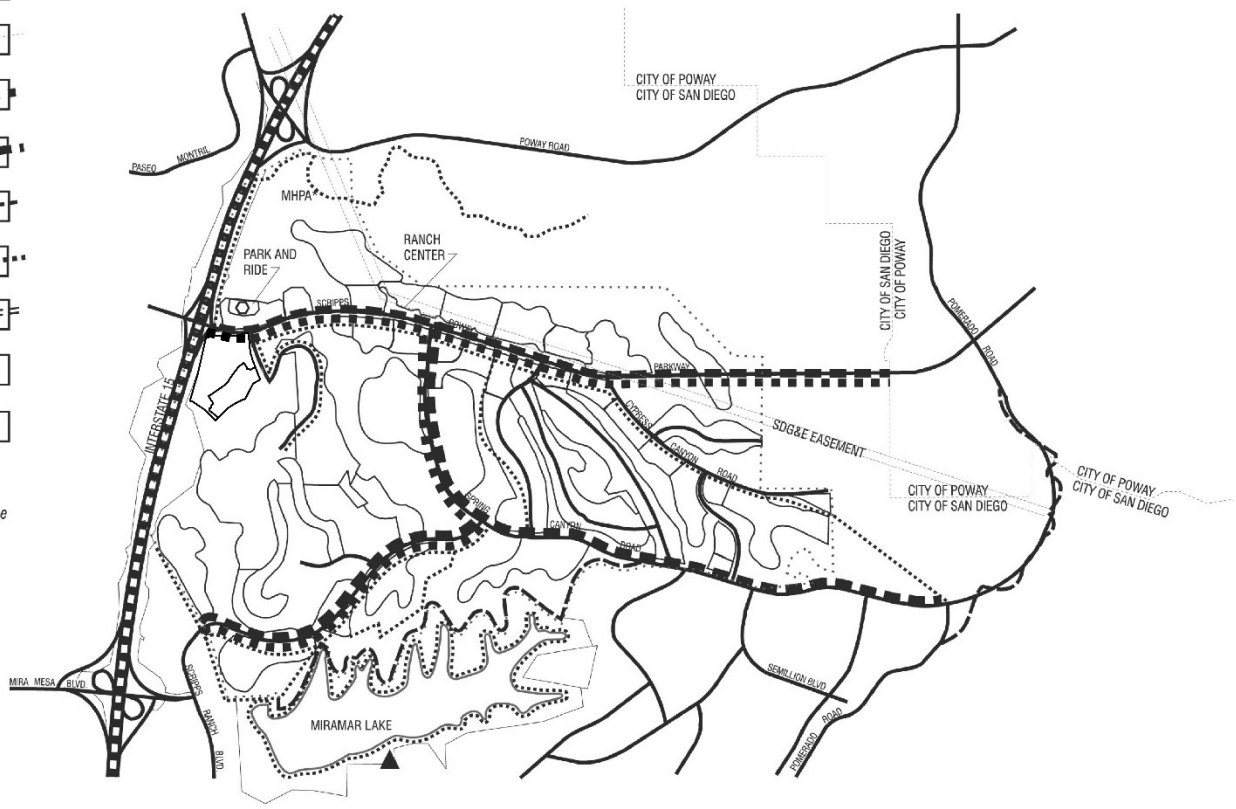 CITY OF POWAY
CITY OF SAN DIEGO
POWAY ROAD
PASEO
MONTRIL
MHPA
PARK AND
RIDE
RANCH
CENTER
CITY OF SAN DIEGO
CITY OF POWAY
SCRIPPS
POWAY
PARKWAY
POMERADO
ROAD
INTERSTATE 15
CYPRESS
CANYON
ROAD
SDG&E EASEMENT
CITY OF POWAY
CITY OF SAN DIEGO
CITY OF POWAY
CITY OF SAN DIEGO
SPRING
CANYON
ROAD
e
MIRA MESA BLVD
SCRIPPS
RANCH
BLVD
MIRAMAR LAKE
SEMILLION BLVD
POMERADO
ROAD